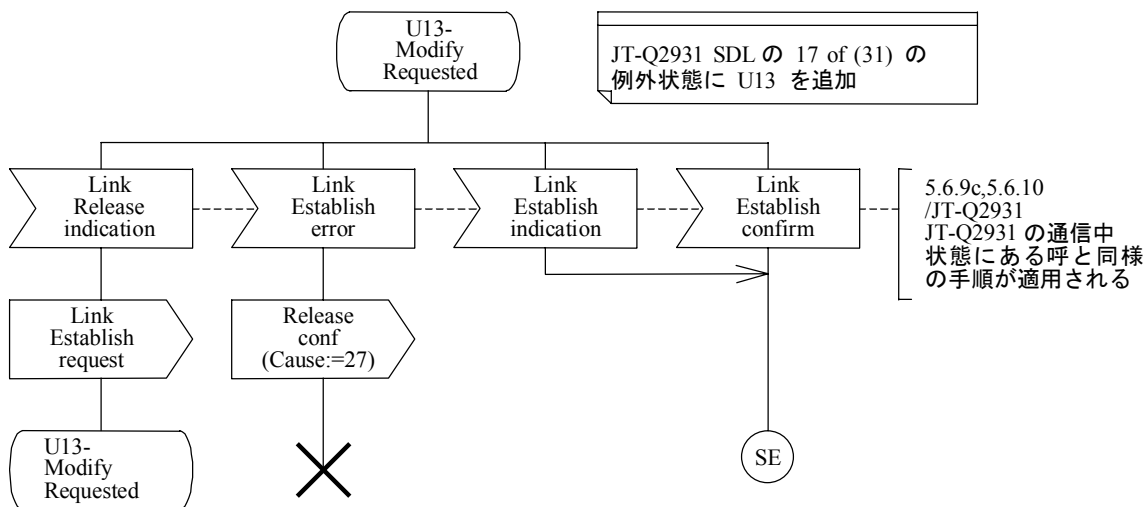 U13-
Modify
Requested
JT-Q2931 SDL の 17 of (31) の
例外状態に U13 を追加
Link
Release
indication
Link
Establish
error
Link
Establish
indication
Link
Establish
confirm
5.6.9c,5.6.10
/JT-Q2931
JT-Q2931 の通信中
状態にある呼と同様
の手順が適用される
Link
Establish
request
Release
conf
(Cause:=27)
U13-
Modify
Requested
SE